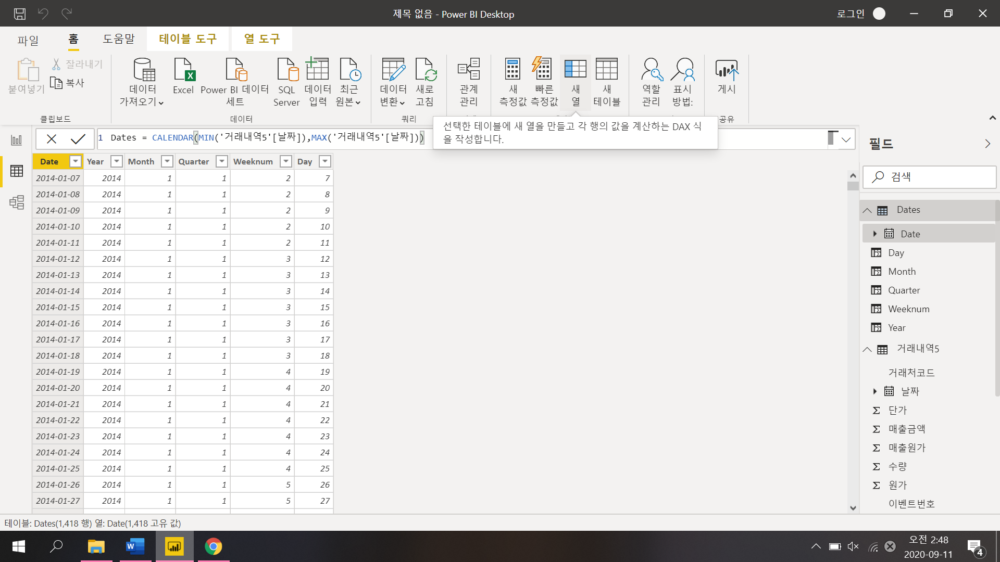 제목 없음 - Power BI Desktop
로그인
파일 홈 도움말 테이블 도구 열 도구
붙여넣기
잘라내기
복사
클립보드
데이터
가져오기
Excel
Power BI 데이터
세트
SQL
Server
데이터
입력
최근
원본
데이터
데이터
변환
새로
고침
쿼리
관계
관리
새
측정값
빠른
측정값
새
열
새
테이블
역할
관리
표시
방법:
게시
공유
선택한 테이블에 새 열을 만들고 각 행의 값을 계산하는 DAX 식
을 작성합니다.
1 Dates = CALENDAR(MIN('거래내역5'[날짜]),MAX('거래내역5'[날짜]))
Date Year Month Quarter Weeknum Day
2014-01-07 2014 1 1 2 7
2014-01-08 2014 1 1 2 8
2014-01-09 2014 1 1 2 9
2014-01-10 2014 1 1 2 10
2014-01-11 2014 1 1 2 11
2014-01-12 2014 1 1 3 12
2014-01-13 2014 1 1 3 13
2014-01-14 2014 1 1 3 14
2014-01-15 2014 1 1 3 15
2014-01-16 2014 1 1 3 16
2014-01-17 2014 1 1 3 17
2014-01-18 2014 1 1 3 18
2014-01-19 2014 1 1 4 19
2014-01-20 2014 1 1 4 20
2014-01-21 2014 1 1 4 21
2014-01-22 2014 1 1 4 22
2014-01-23 2014 1 1 4 23
2014-01-24 2014 1 1 4 24
2014-01-25 2014 1 1 4 25
2014-01-26 2014 1 1 5 26
2014-01-27 2014 1 1 5 27
필드
검색
Dates
Date
Day
Month
Quarter
Weeknum
Year
거래내역5
거래처코드
날짜
단가
매출금액
매출원가
수량
원가
이벤트번호
테이블: Dates(1,418 행) 열: Date(1,418 고유 값)
오전 2:48
2020-09-11
4